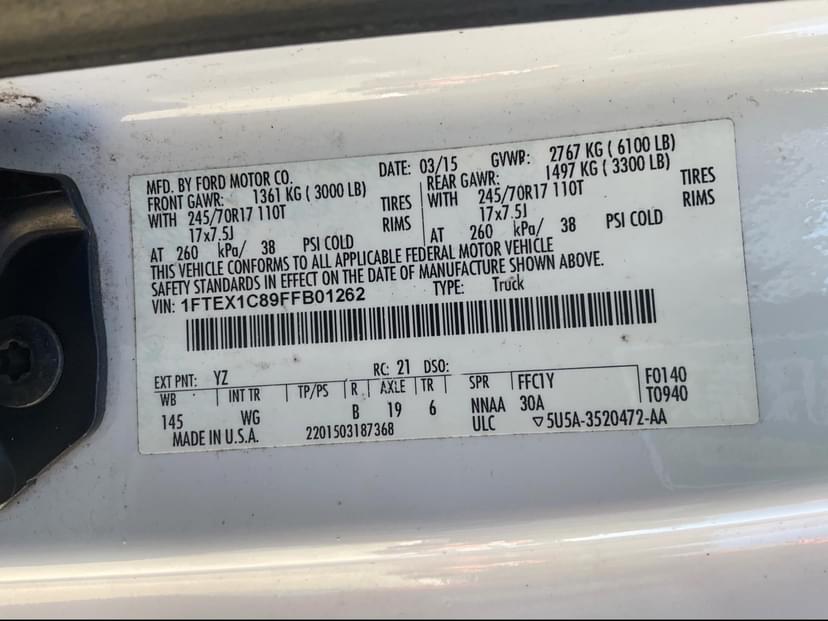 MFD. BY FORD MOTOR CO. DATE: 03/15 GVWR: 2767 KG ( 6100 LB)
FRONT GAWR: 1361 KG ( 3000 LB) REAR GAWR: 1497 KG ( 3300 LB)
WITH 245/70R17 110T TIRES WITH 245/70R17 110T TIRES
17x7.5J RIMS 17x7.5J RIMS
AT 260 kPa/ 38 PSI COLD AT 260 kPa/ 38 PSI COLD
THIS VEHICLE CONFORMS TO ALL APPLICABLE FEDERAL MOTOR VEHICLE
SAFETY STANDARDS IN EFFECT ON THE DATE OF MANUFACTURE SHOWN ABOVE.
VIN: 1FTEX1C89FFB01262 TYPE: Truck
EXT PNT: YZ RC: 21 DSO:
WB INT TR TP/PS R AXLE TR SPR FFC1Y F0140
145 WG B 19 6 NNAA 30A T0940
MADE IN U.S.A. 2201503187368 ULC ▽5U5A-3520472-AA